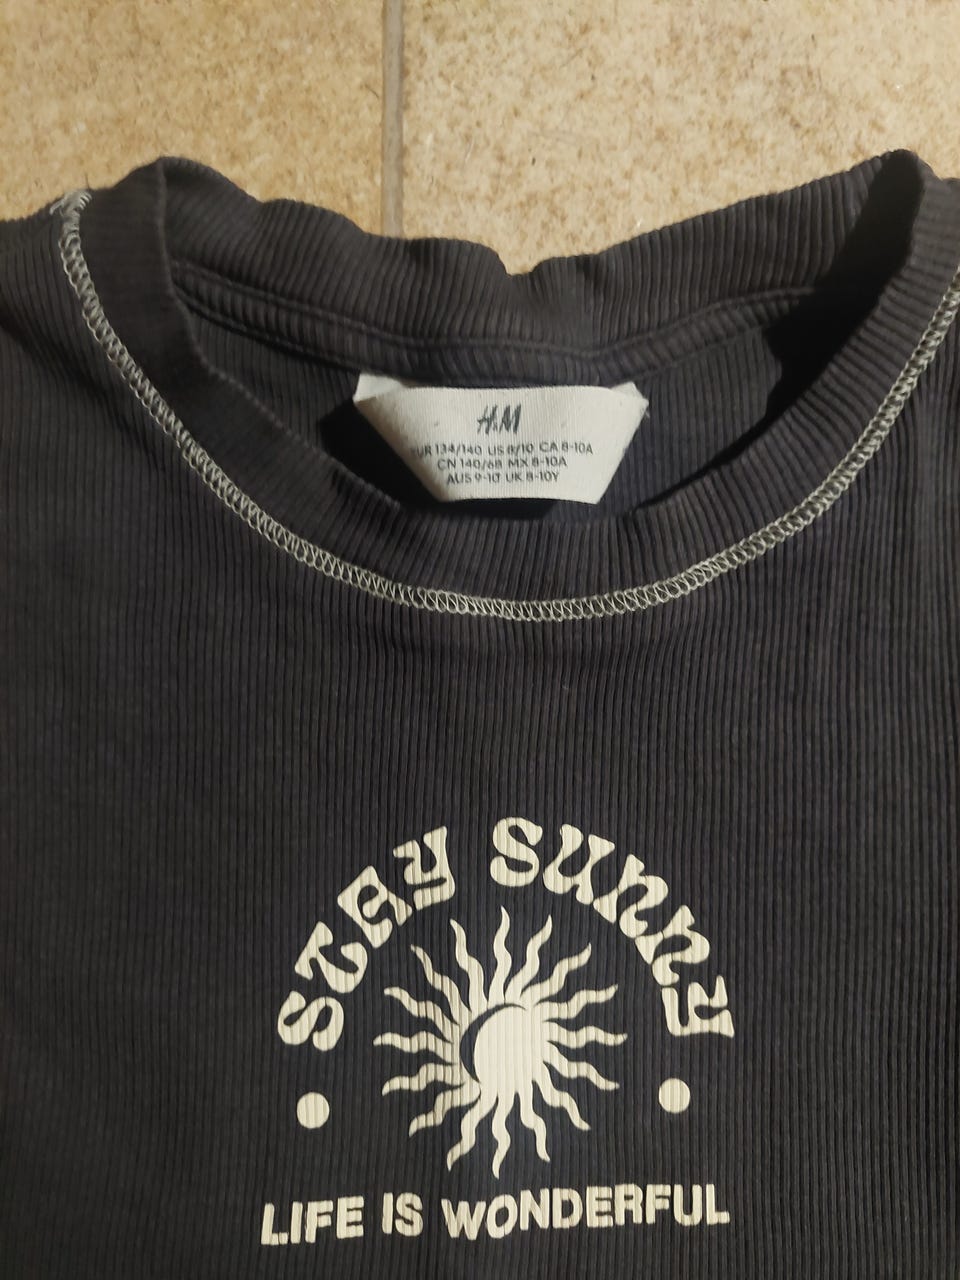 H&M
EUR 134/140 US 8/10 CA 8-10A
CN 140/68 MX 8-10A
AUS 9-10 UK 8-10Y
STAY SUNNY
LIFE IS WONDERFUL